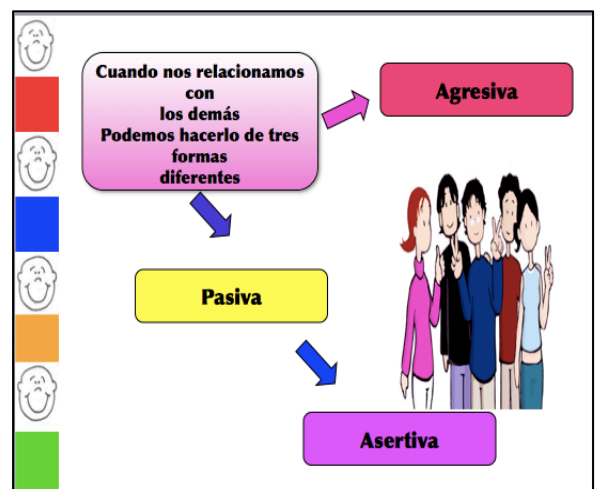 Cuando nos relacionamos
con
los demás
Podemos hacerlo de tres
formas
diferentes
Agresiva
Pasiva
Asertiva